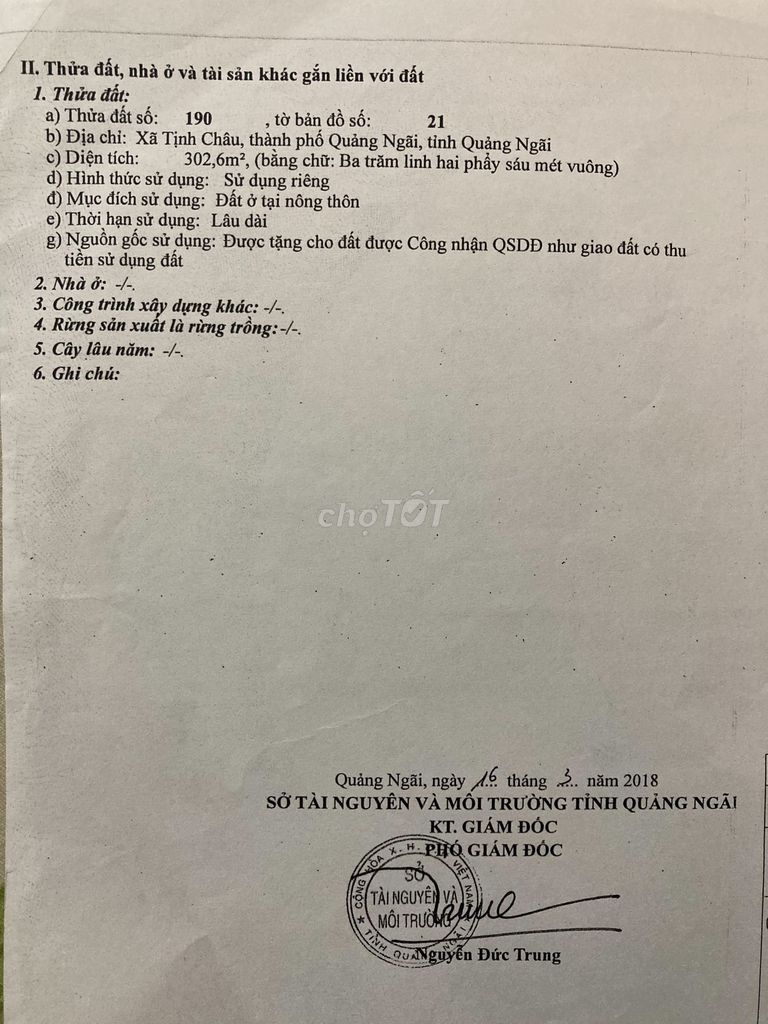 II. Thửa đất, nhà ở và tài sản khác gắn liền với đất
1. Thửa đất:
a) Thửa đất số: 190 , tờ bản đồ số: 21
b) Địa chỉ: Xã Tịnh Châu, thành phố Quảng Ngãi, tỉnh Quảng Ngãi
c) Diện tích: 302,6m², (bằng chữ: Ba trăm linh hai phẩy sáu mét vuông)
d) Hình thức sử dụng: Sử dụng riêng
đ) Mục đích sử dụng: Đất ở tại nông thôn
e) Thời hạn sử dụng: Lâu dài
g) Nguồn gốc sử dụng: Được tặng cho đất được Công nhận QSDĐ như giao đất có thu
tiền sử dụng đất
2. Nhà ở: -/-.
3. Công trình xây dựng khác: -/-.
4. Rừng sản xuất là rừng trồng: -/-.
5. Cây lâu năm: -/-.
6. Ghi chú:
chợTỐT
Quảng Ngãi, ngày 16 tháng 3 năm 2018
SỞ TÀI NGUYÊN VÀ MÔI TRƯỜNG TỈNH QUẢNG NGÃI
KT. GIÁM ĐỐC
PHÓ GIÁM ĐỐC
CỘNG HÒA X.H. VIỆT NAM
SỞ
TÀI NGUYÊN VÀ
MÔI TRƯỜNG
TỈNH QUẢNG NGÃI
Nguyễn Đức Trung